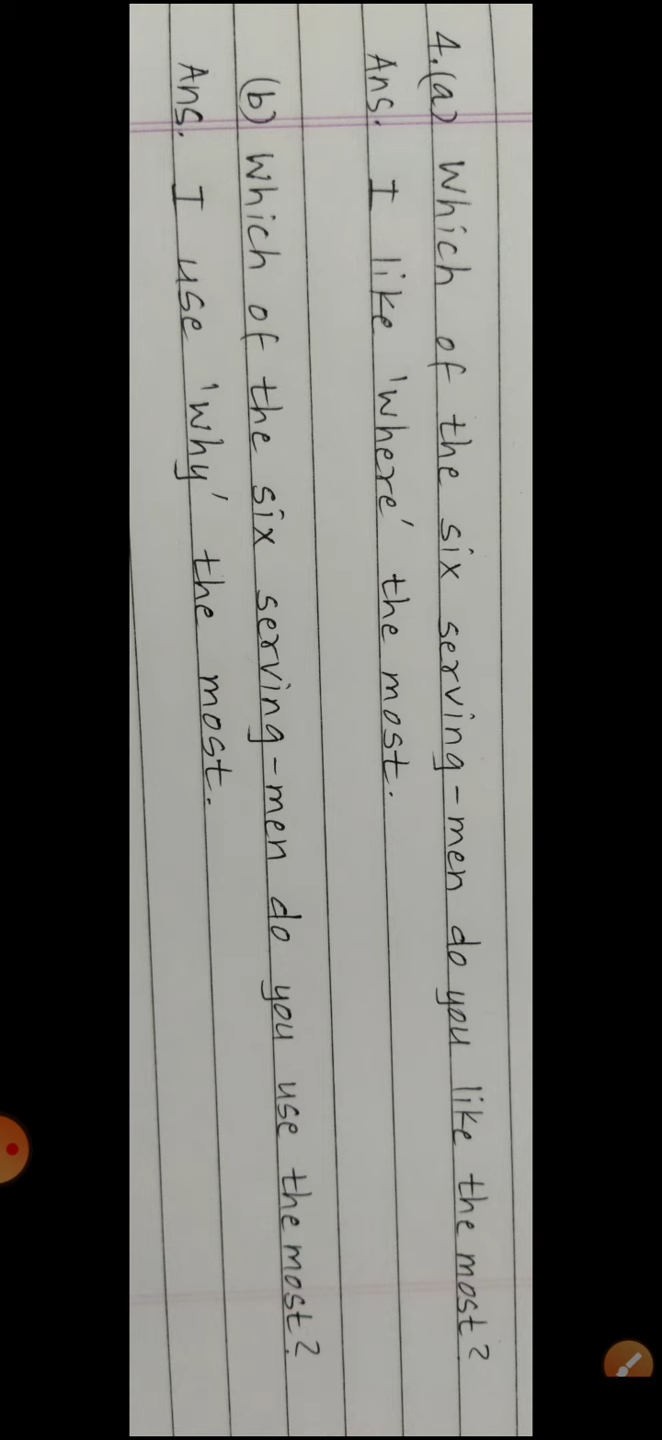 4.(a) Which of the six serving-men do you like the most?
Ans. I like 'where' the most.
(b) Which of the six serving-men do you use the most?
Ans. I use 'why' the most.